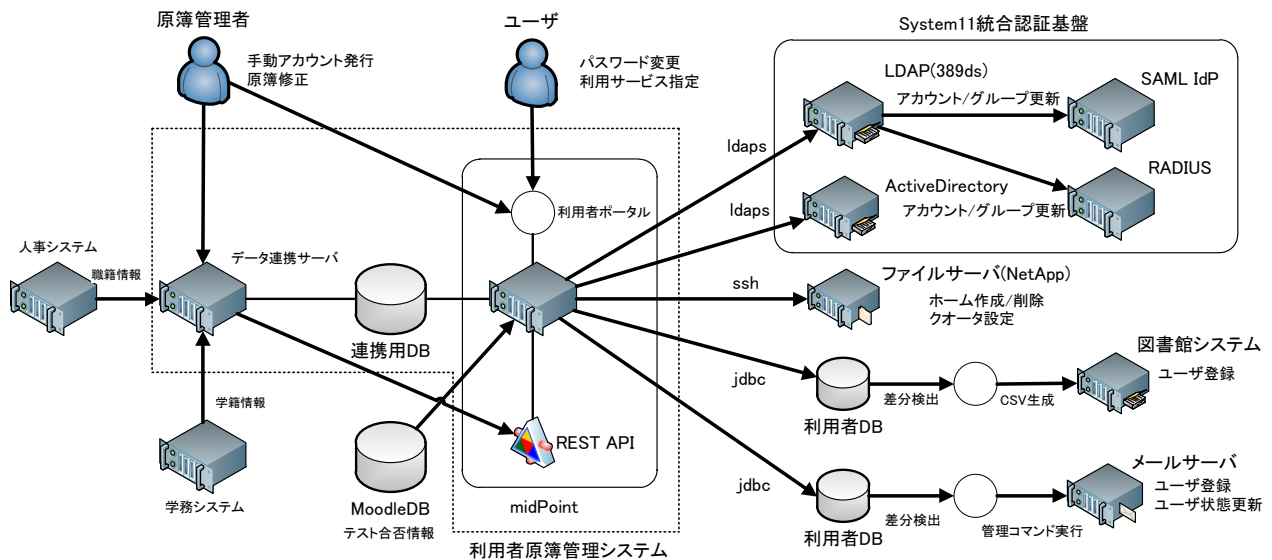 原簿管理者
手動アカウント発行
原簿修正
ユーザ
パスワード変更
利用サービス指定
System11統合認証基盤
LDAP(389ds)
アカウント/グループ更新
SAML IdP
RADIUS
ldaps
ActiveDirectory
アカウント/グループ更新
ldaps
利用者ポータル
人事システム
職籍情報
データ連携サーバ
連携用DB
ssh
ファイルサーバ(NetApp)
ホーム作成/削除
クオータ設定
図書館システム
ユーザ登録
jdbc
利用者DB
差分検出
CSV生成
学籍情報
学務システム
REST API
MoodleDB
テスト合否情報
midPoint
利用者原簿管理システム
jdbc
利用者DB
差分検出
管理コマンド実行
メールサーバ
ユーザ登録
ユーザ状態更新